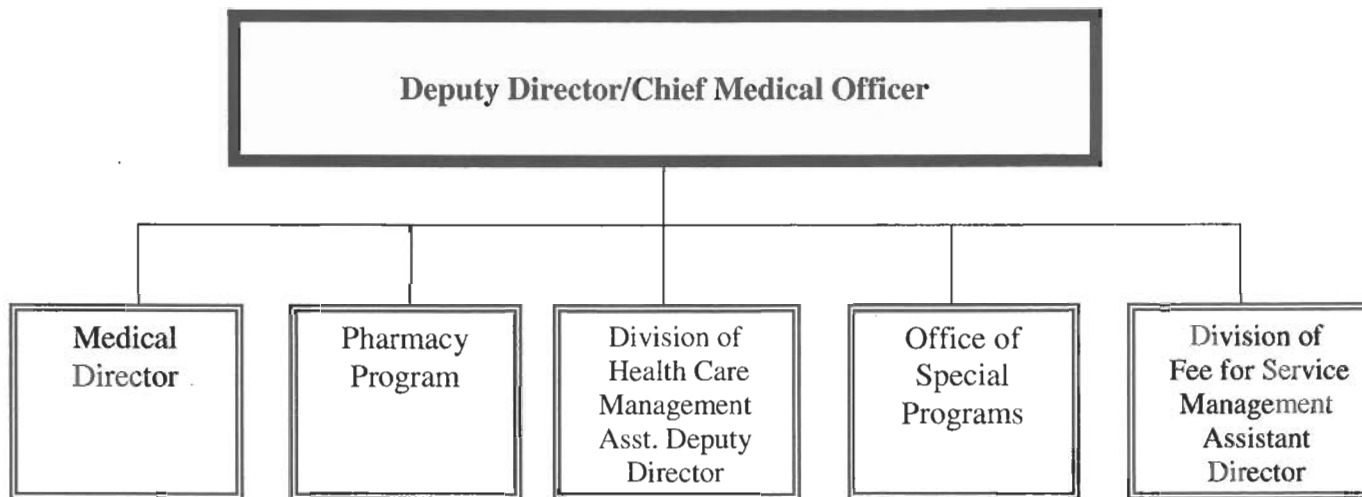 Deputy Director/Chief Medical Officer
Medical
Director
Pharmacy
Program
Division of
Health Care
Management
Asst. Deputy
Director
Office of
Special
Programs
Division of
Fee for Service
Management
Assistant
Director